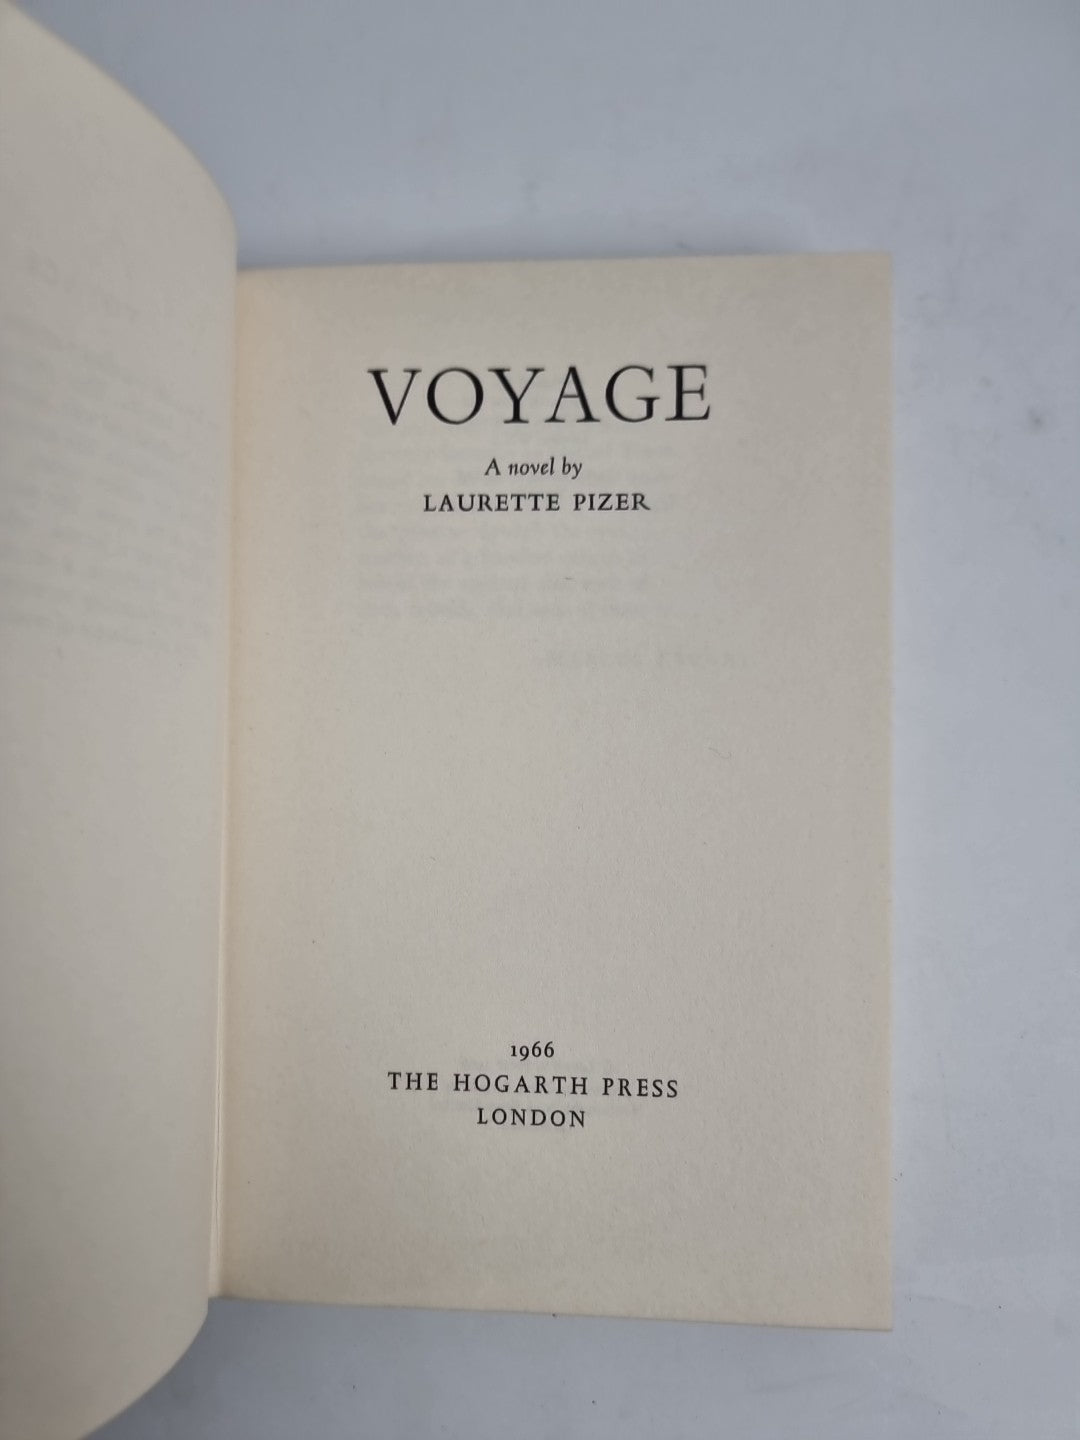 VOYAGE
A novel by
LAURETTE PIZER
1966
THE HOGARTH PRESS
LONDON